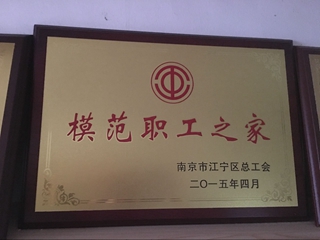 模范职工之家
南京市江宁区总工会
二〇一五年四月